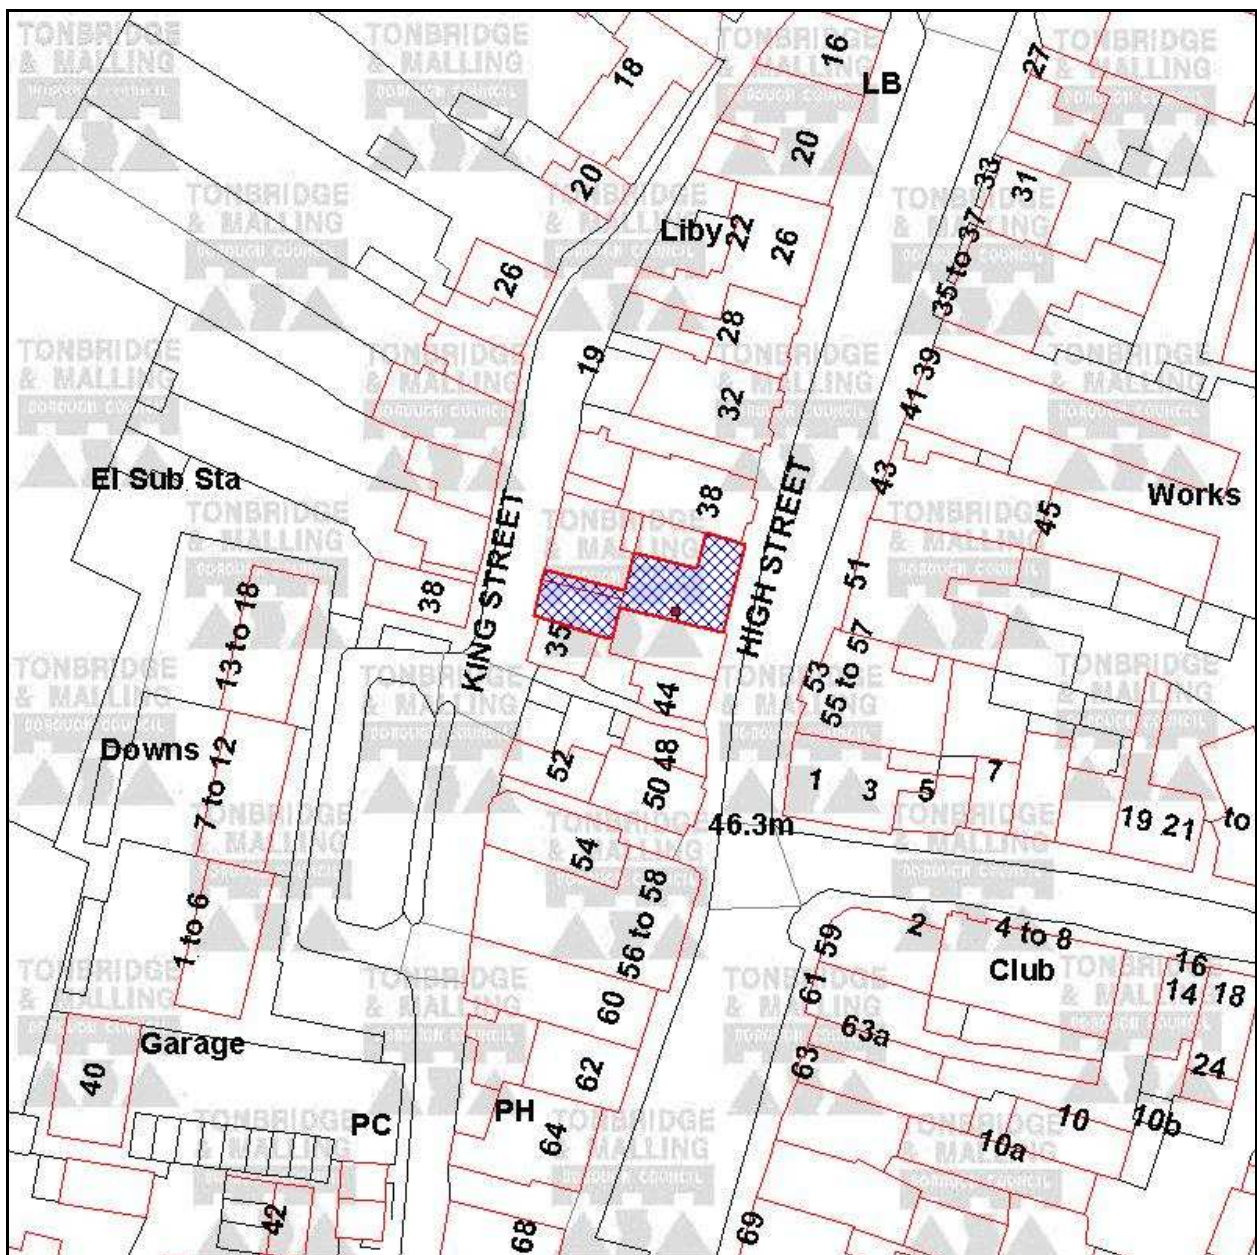 TONBRIDGE
& MALLING
BOROUGH COUNCIL
16
LB
27
18
20
20
33
31
Liby
22
26
26
35 to 37
28
19
39
41
32
El Sub Sta
43
38
45
Works
KING STREET
HIGH STREET
51
38
13 to 18
35
53
55 to 57
44
Downs
48
52
50
7 to 12
1
3
5
7
46.3m
19
21
to
54
56 to 58
1 to 6
59
2
4 to 8
Club
16
14
18
61
60
63a
63
Garage
40
62
24
PC
PH
10
10b
64
10a
42
68
69